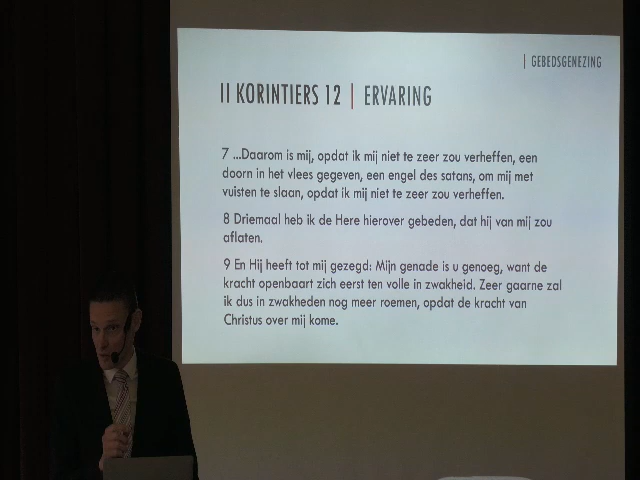 | GEBEDSGENEZING
II KORINTIERS 12 | ERVARING
7 ...Daarom is mij, opdat ik mij niet te zeer zou verheffen, een
doorn in het vlees gegeven, een engel des satans, om mij met
vuisten te slaan, opdat ik mij niet te zeer zou verheffen.
8 Driemaal heb ik de Here hierover gebeden, dat hij van mij zou
aflaten.
9 En Hij heeft tot mij gezegd: Mijn genade is u genoeg, want de
kracht openbaart zich eerst ten volle in zwakheid. Zeer gaarne zal
ik dus in zwakheden nog meer roemen, opdat de kracht van
Christus over mij kome.